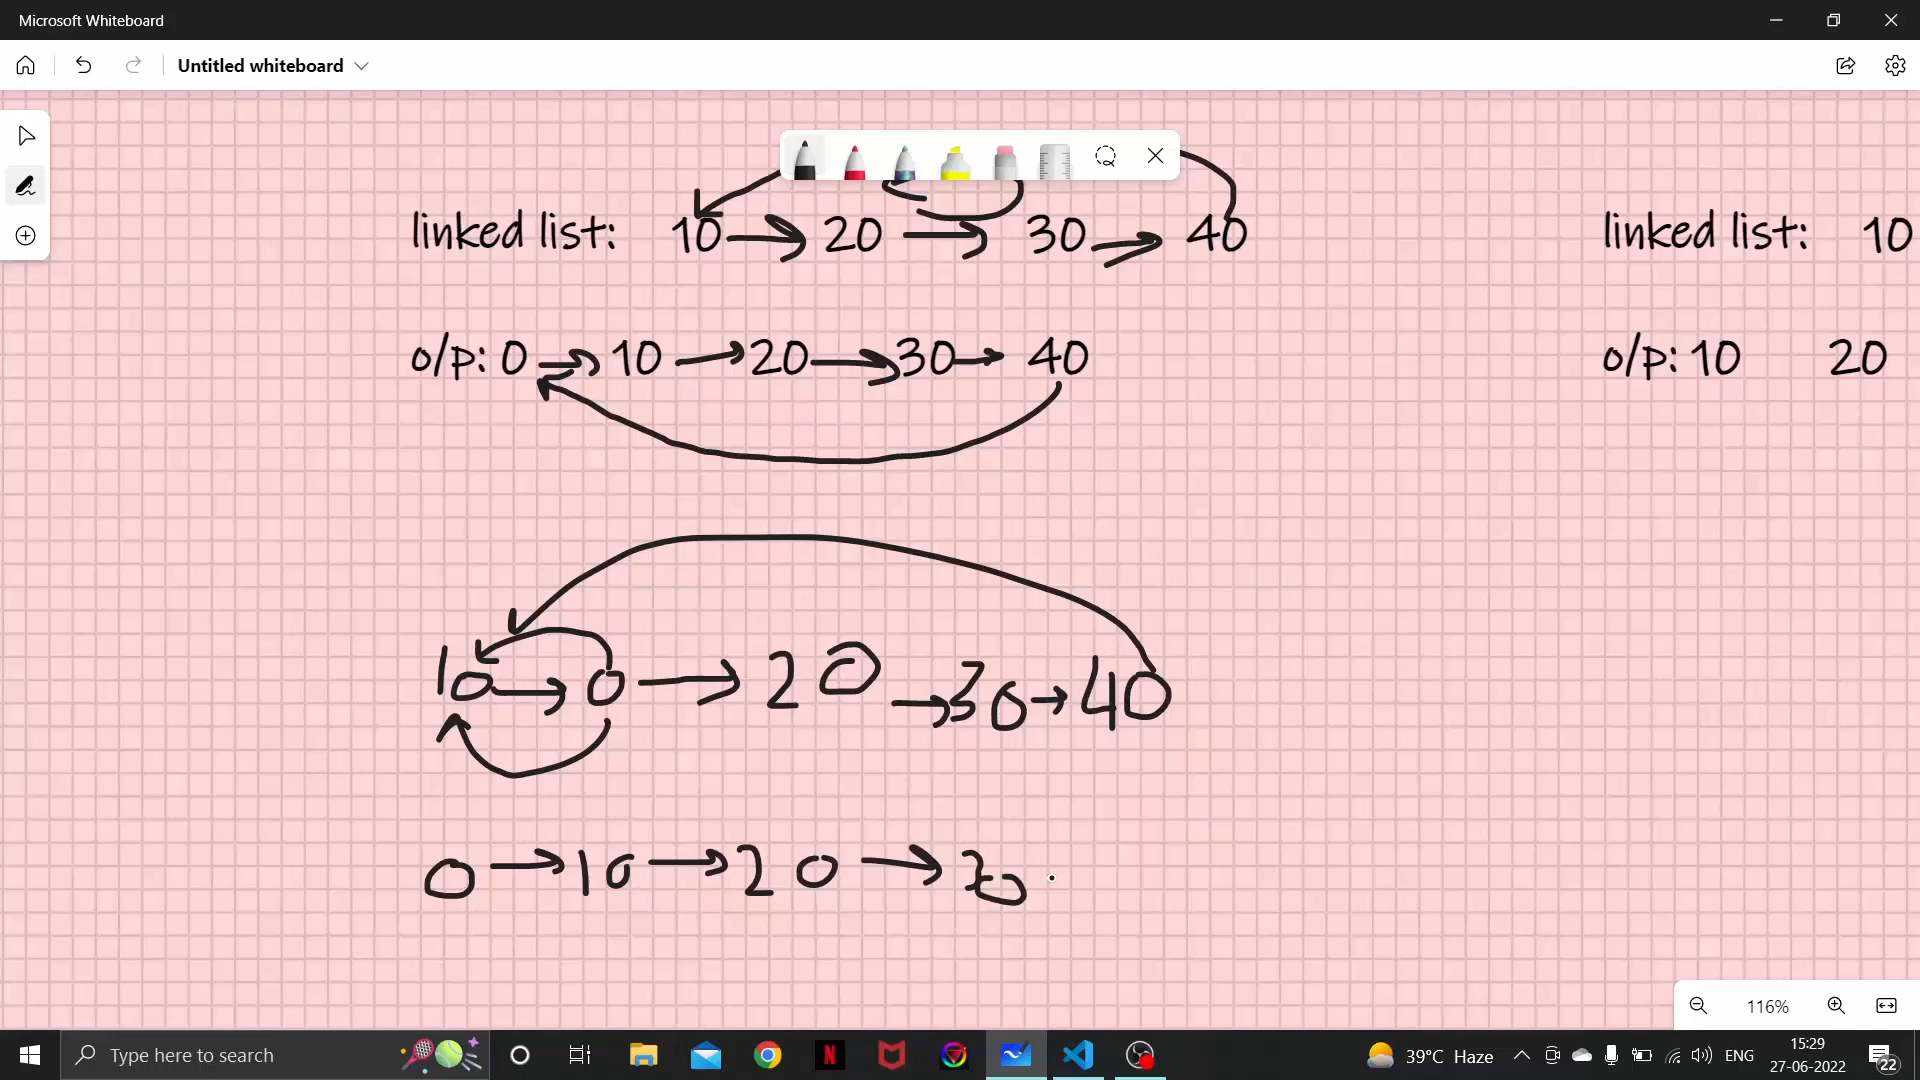 Microsoft Whiteboard
Untitled whiteboard
linked list: 10 → 20 → 30 → 40
linked list: 10
o/p: 0 → 10 → 20 → 30 → 40
o/p: 10 20
10 → 0 → 20 → 30 → 40
0 → 10 → 20 → 30
116%
Type here to search
39°C Haze
ENG
15:29
27-06-2022
22